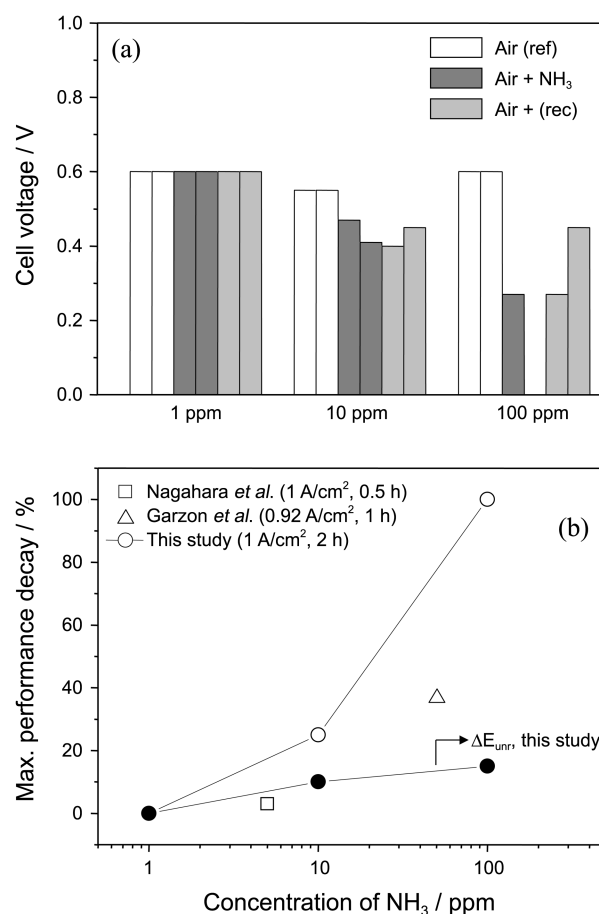 1.0
(a)
Air (ref)
0.8
Air + NH₃
Air + (rec)
0.6
0.4
0.2
0.0
Cell voltage / V
1 ppm 10 ppm 100 ppm
Nagahara et al. (1 A/cm², 0.5 h)
100
Garzon et al. (0.92 A/cm², 1 h)
(b)
This study (1 A/cm², 2 h)
80
60
40
20
ΔEunr, this study
0
Max. performance decay / %
1 10 100
Concentration of NH₃ / ppm